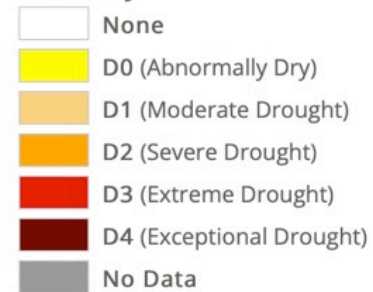 None
D0 (Abnormally Dry)
D1 (Moderate Drought)
D2 (Severe Drought)
D3 (Extreme Drought)
D4 (Exceptional Drought)
No Data